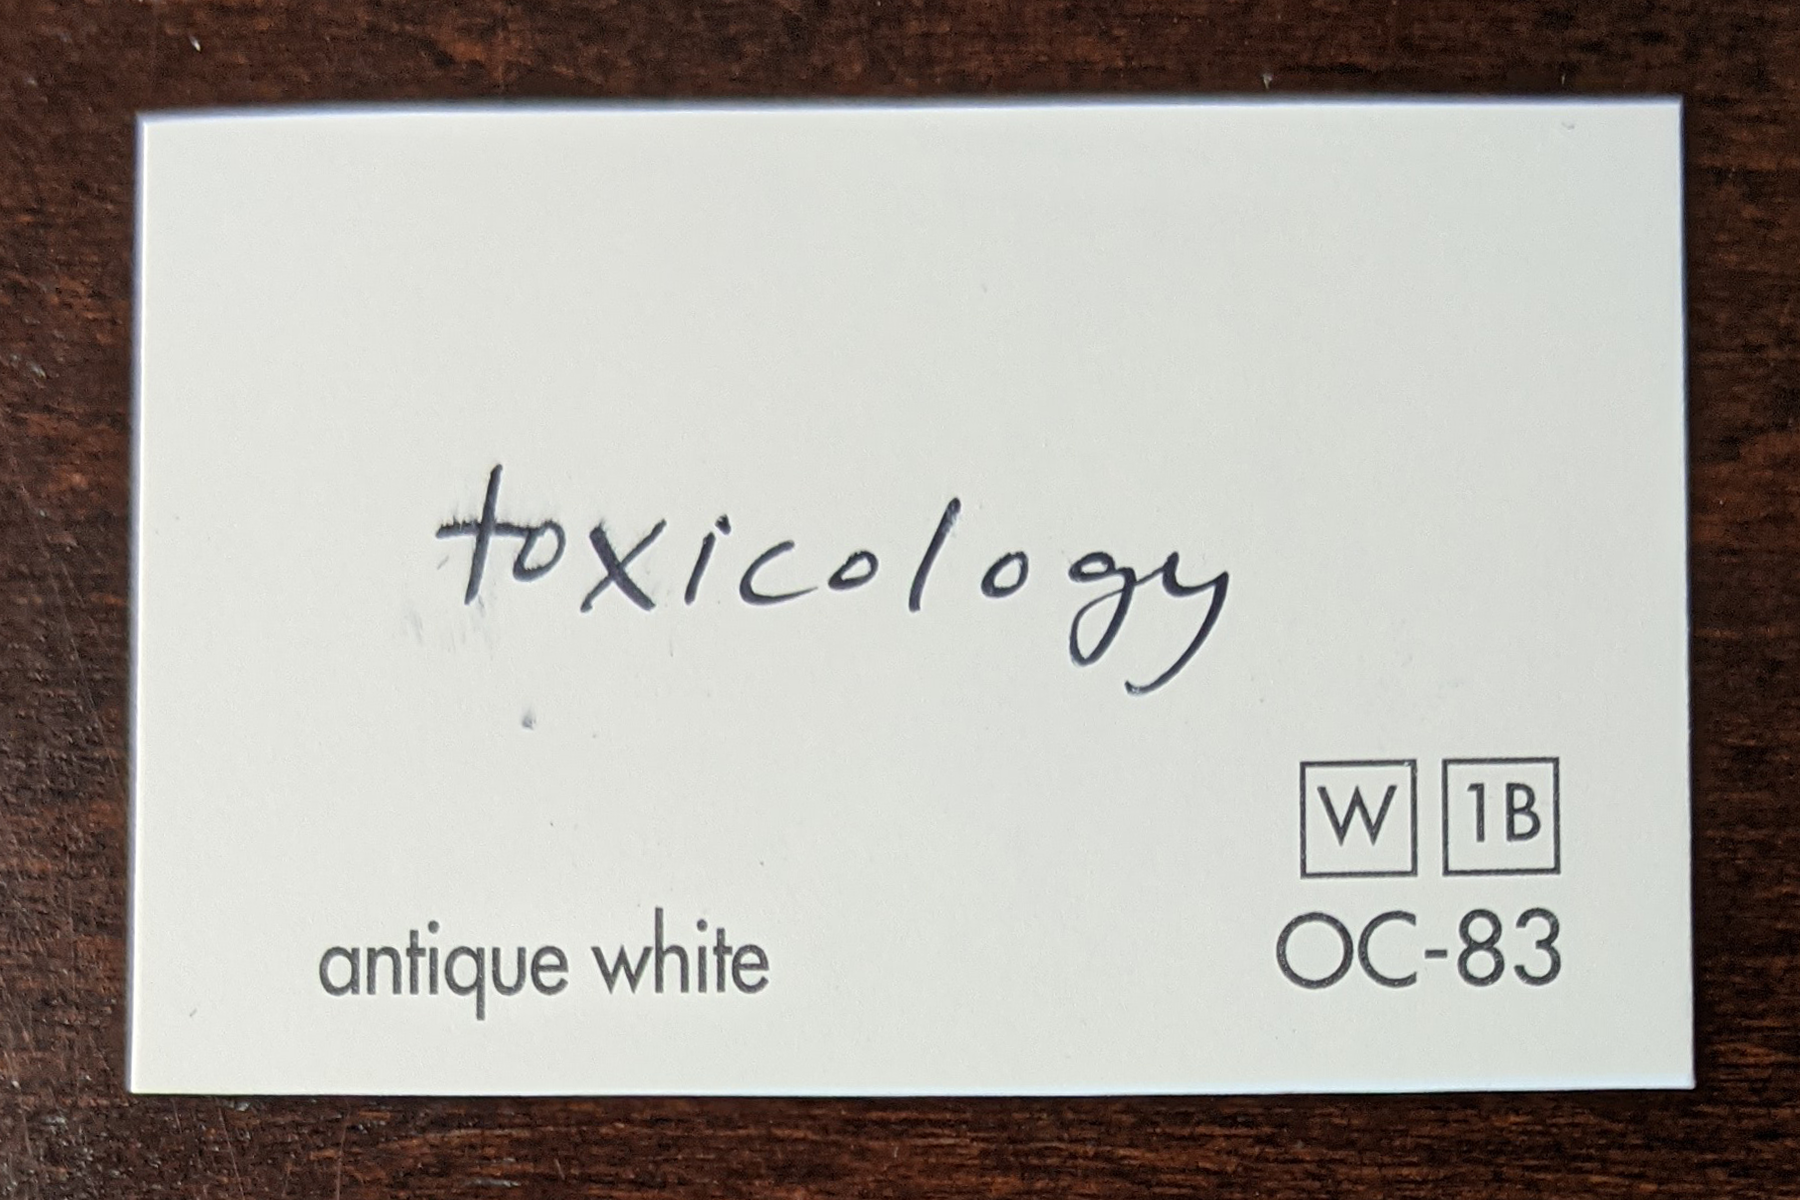 toxicology
W 1B
antique white OC-83